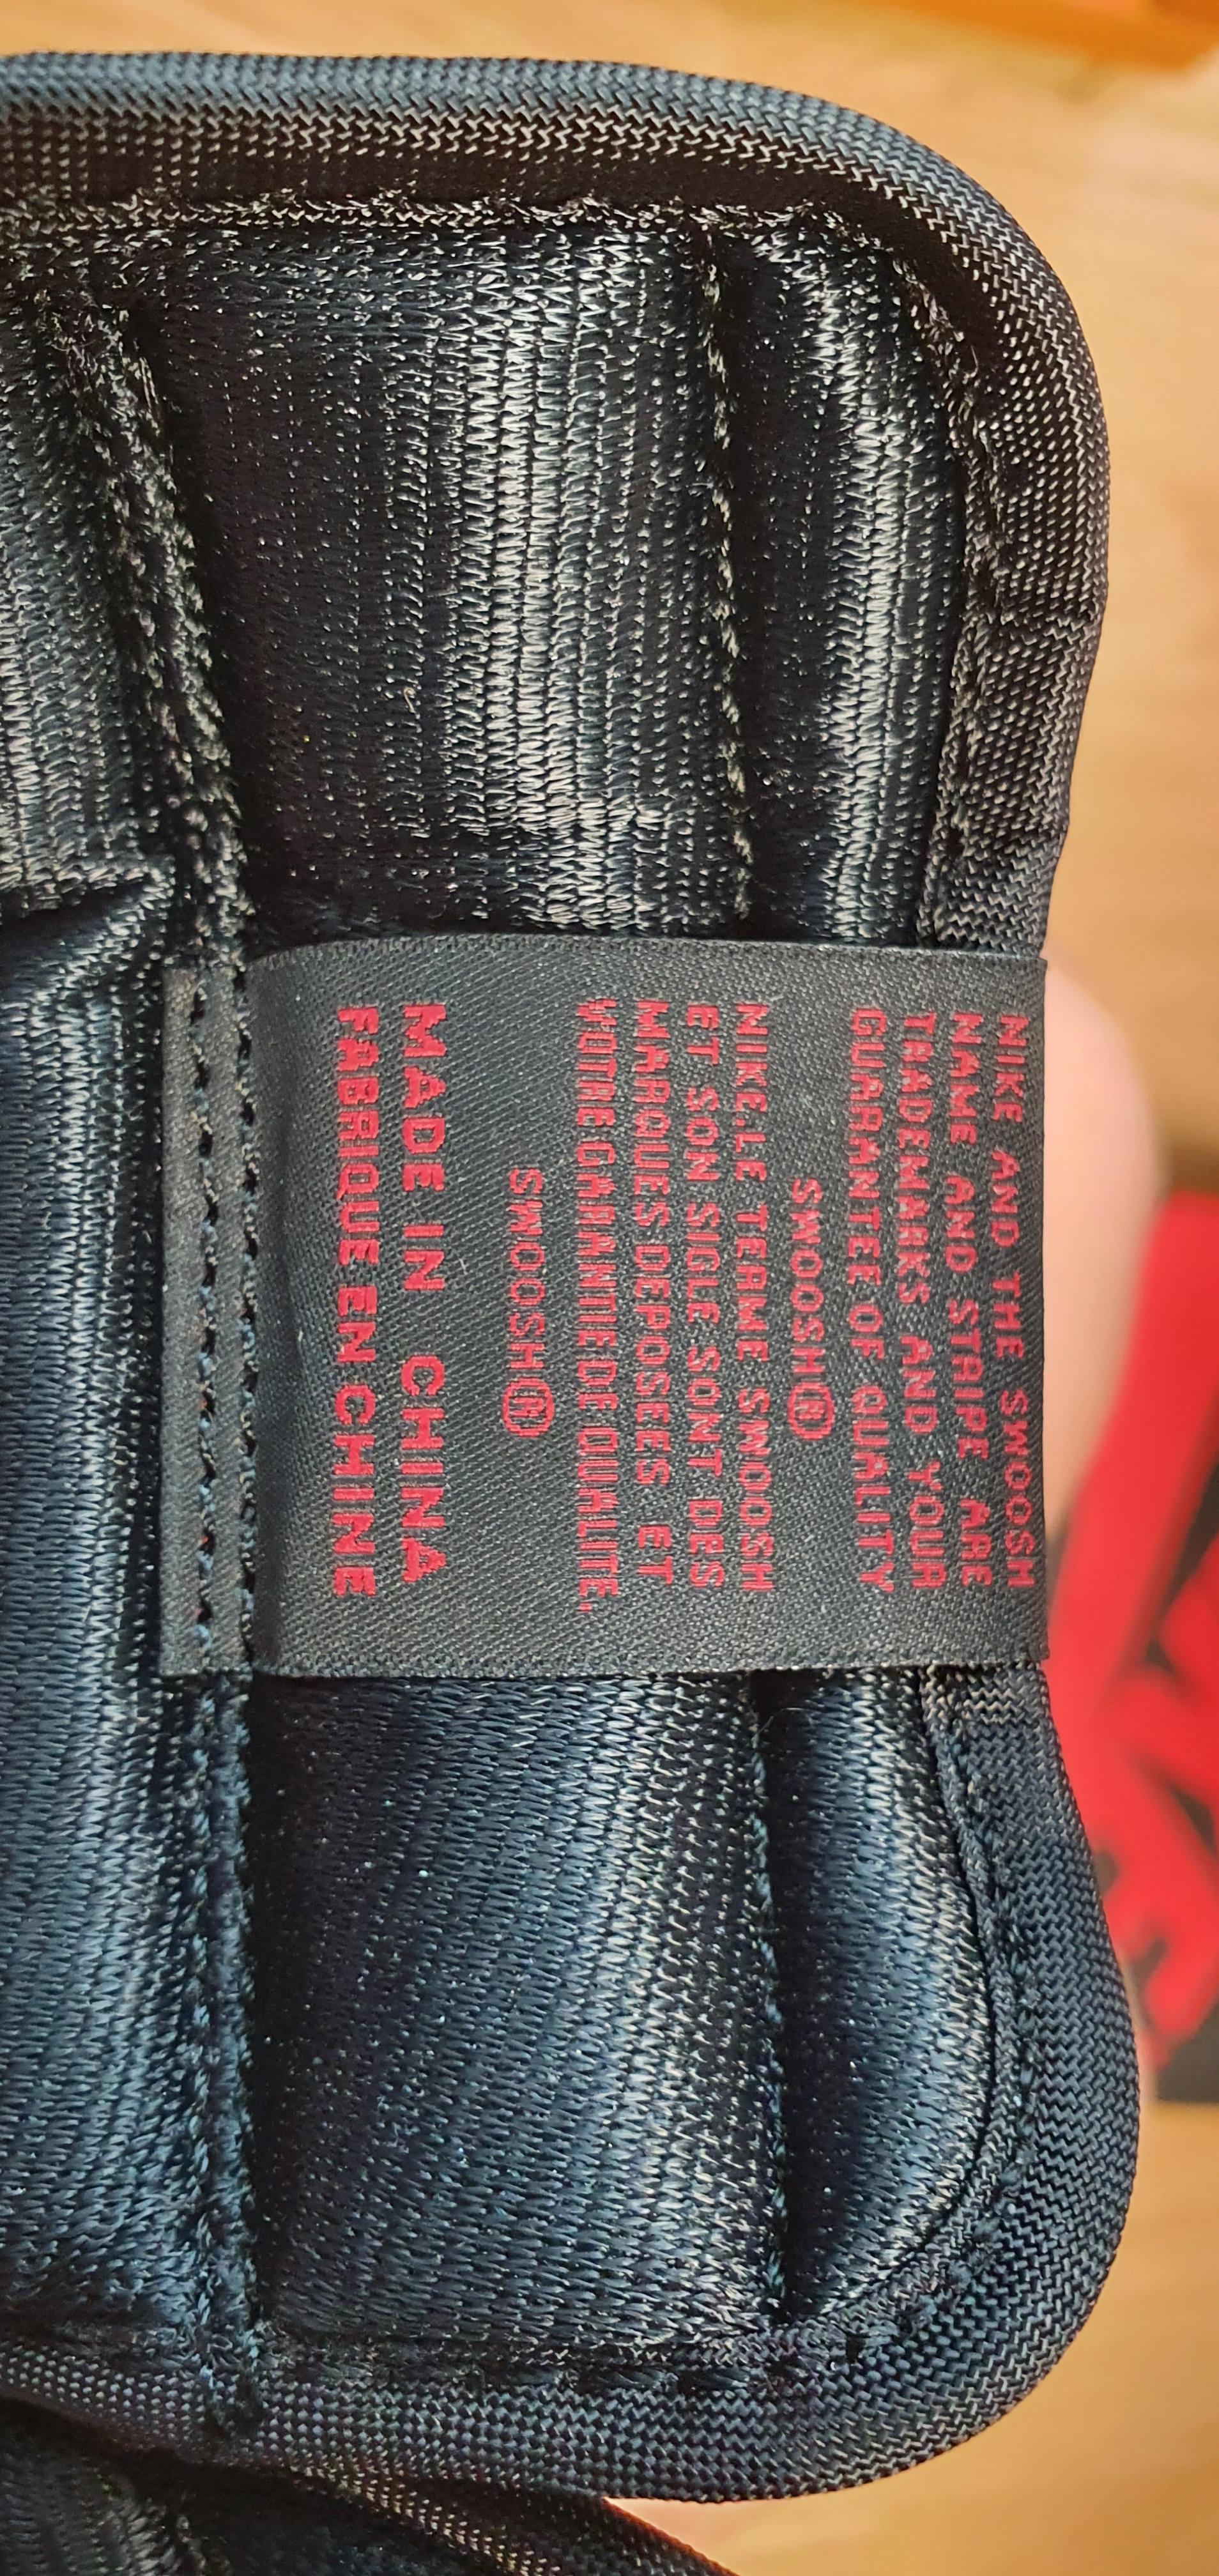 NIKE AND THE SWOOSH
NAME AND STRIPE ARE
TRADEMARKS AND YOUR
GUARANTEE OF QUALITY
SWOOSH®
NIKE.LE TERME SWOOSH
ET SON SIGLE SONT DES
MARQUES DEPOSEES ET
VOTRE GARANTIE DE QUALITE.
SWOOSH®
MADE IN CHINA
FABRIQUE EN CHINE